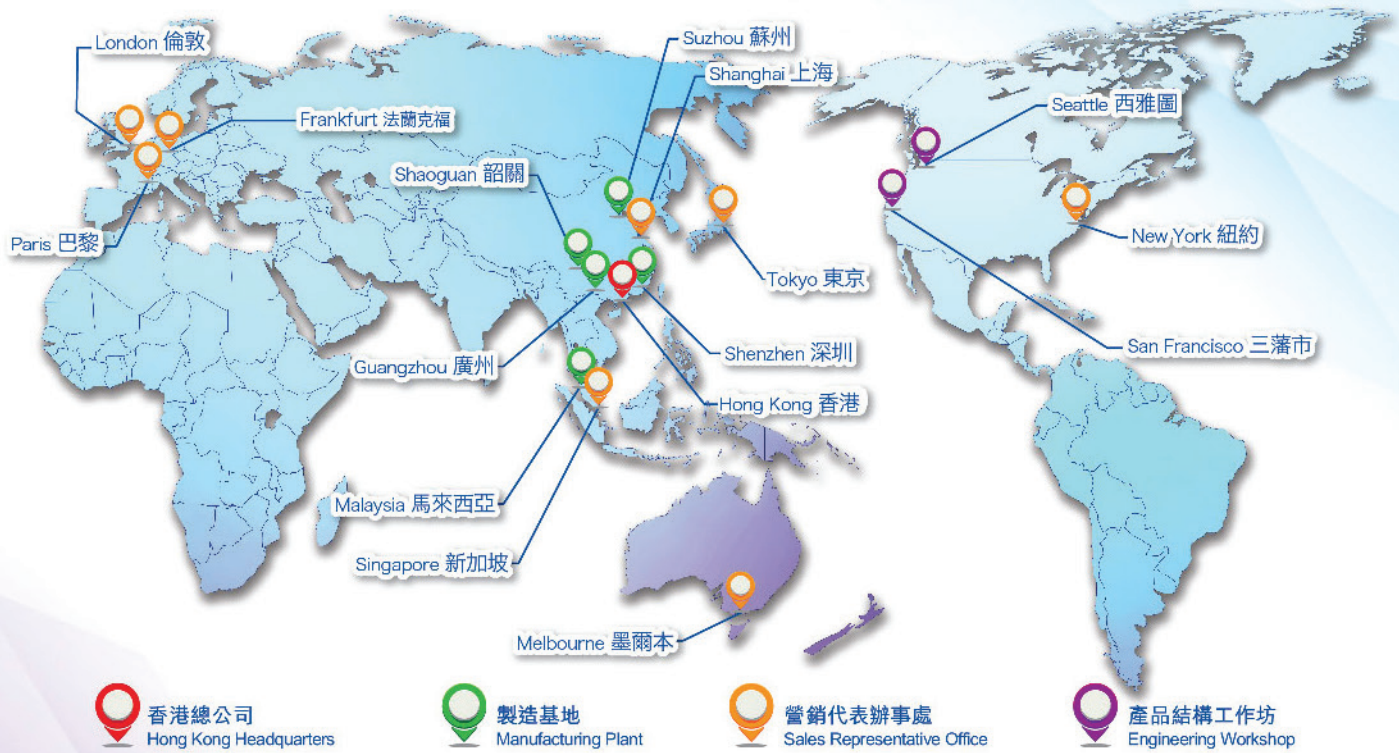 London 倫敦
Suzhou 蘇州
Shanghai 上海
Seattle 西雅圖
Frankfurt 法蘭克福
Shaoguan 韶關
Paris 巴黎
New York 紐約
Tokyo 東京
San Francisco 三藩市
Shenzhen 深圳
Guangzhou 廣州
Hong Kong 香港
Malaysia 馬來西亞
Singapore 新加坡
Melbourne 墨爾本
香港總公司
Hong Kong Headquarters
製造基地
Manufacturing Plant
營銷代表辦事處
Sales Representative Office
產品結構工作坊
Engineering Workshop